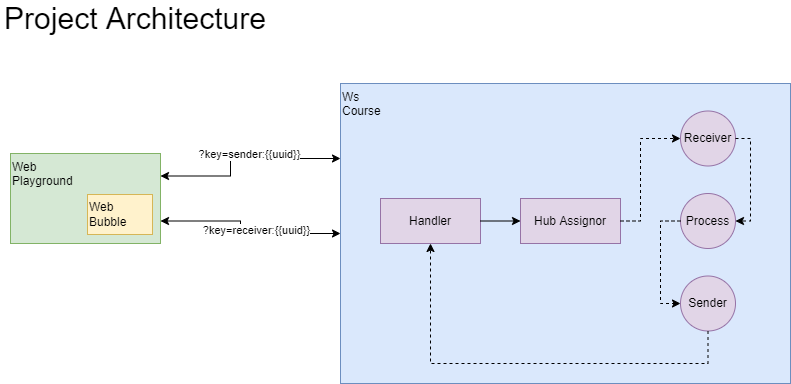 Project Architecture
Ws
Course
Receiver
?key=sender:{{uuid}}
Web
Playground
Web
Bubble
Handler
Hub Assignor
Process
?key=receiver:{{uuid}}
Sender